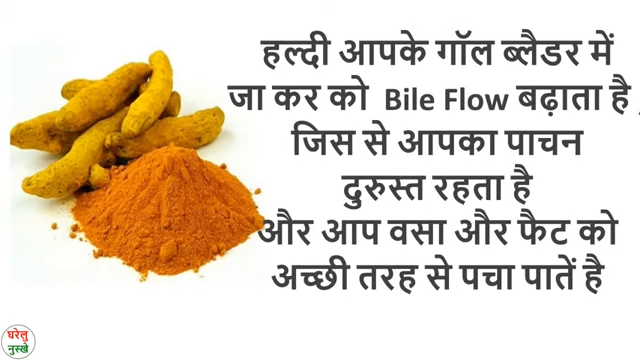 हल्दी आपके गॉल ब्लैडर में
जा कर को Bile Flow बढ़ाता है ,
जिस से आपका पाचन
दुरुस्त रहता है
और आप वसा और फैट को
अच्छी तरह से पचा पातें है
घरेलु
नुस्खे